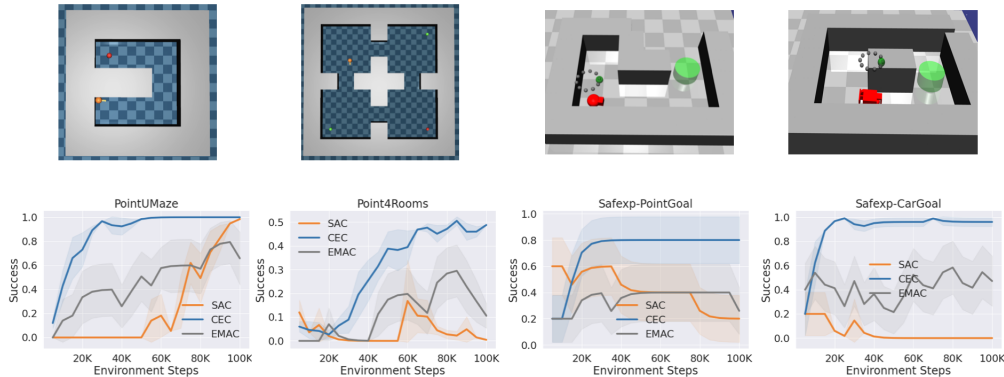 PointUMaze
Success
1.0
0.8
0.6
0.4
0.2
0.0
SAC
CEC
EMAC
20K 40K 60K 80K 100K
Environment Steps
Point4Rooms
Success
0.5
0.4
0.3
0.2
0.1
0.0
SAC
CEC
EMAC
20K 40K 60K 80K 100K
Environment Steps
Safexp-PointGoal
Success
1.0
0.8
0.6
0.4
0.2
0.0
SAC
CEC
EMAC
20K 40K 60K 80K 100K
Environment Steps
Safexp-CarGoal
Success
1.0
0.8
0.6
0.4
0.2
0.0
SAC
CEC
EMAC
20K 40K 60K 80K 100K
Environment Steps